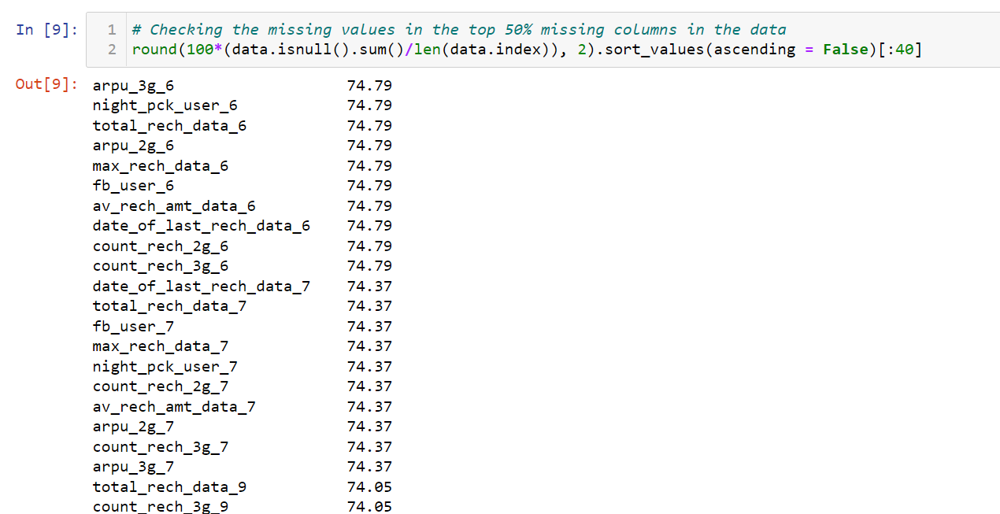 In [9]: 1 # Checking the missing values in the top 50% missing columns in the data
2 round(100*(data.isnull().sum()/len(data.index)), 2).sort_values(ascending = False)[:40]
Out[9]: arpu_3g_6 74.79
night_pck_user_6 74.79
total_rech_data_6 74.79
arpu_2g_6 74.79
max_rech_data_6 74.79
fb_user_6 74.79
av_rech_amt_data_6 74.79
date_of_last_rech_data_6 74.79
count_rech_2g_6 74.79
count_rech_3g_6 74.79
date_of_last_rech_data_7 74.37
total_rech_data_7 74.37
fb_user_7 74.37
max_rech_data_7 74.37
night_pck_user_7 74.37
count_rech_2g_7 74.37
av_rech_amt_data_7 74.37
arpu_2g_7 74.37
count_rech_3g_7 74.37
arpu_3g_7 74.37
total_rech_data_9 74.05
count_rech_3g_9 74.05